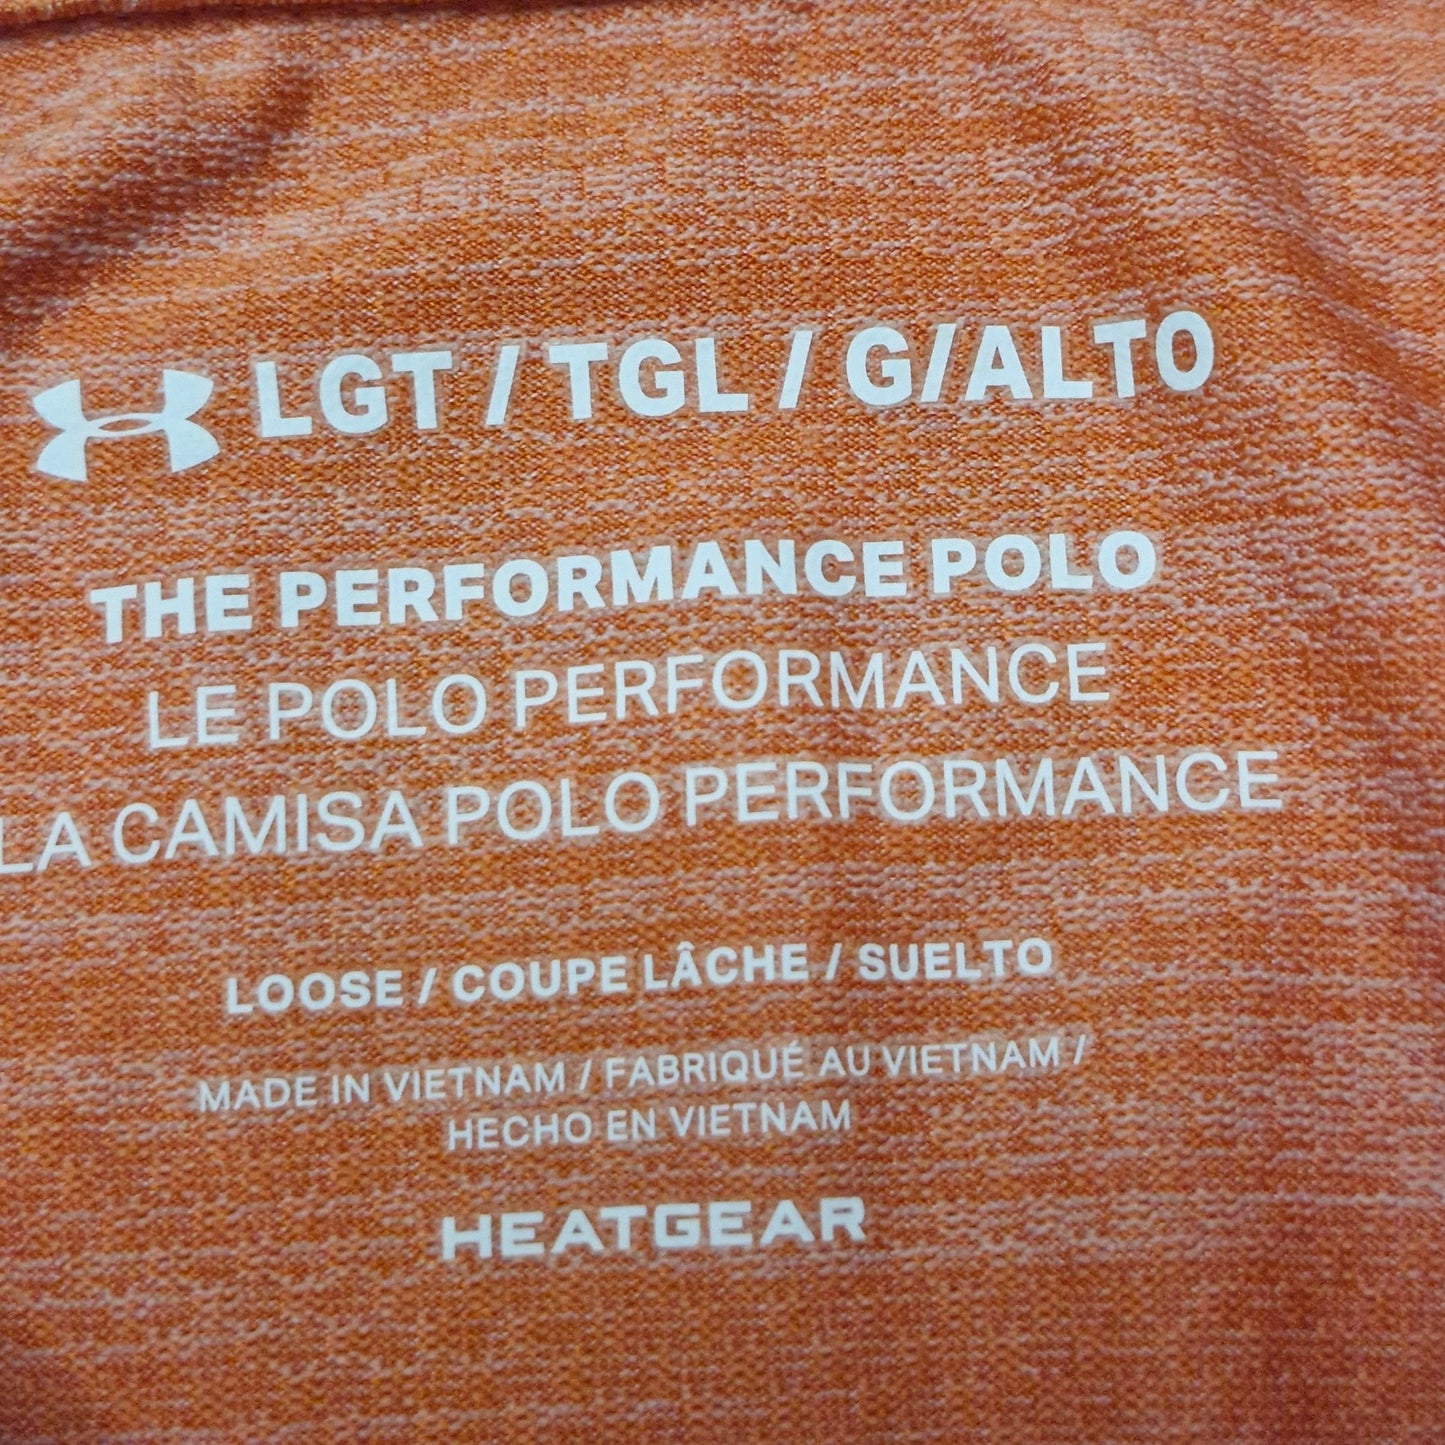 LGT / TGL / G/ALTO
THE PERFORMANCE POLO
LE POLO PERFORMANCE
LA CAMISA POLO PERFORMANCE
LOOSE / COUPE LÂCHE / SUELTO
MADE IN VIETNAM / FABRIQUÉ AU VIETNAM /
HECHO EN VIETNAM
HEATGEAR